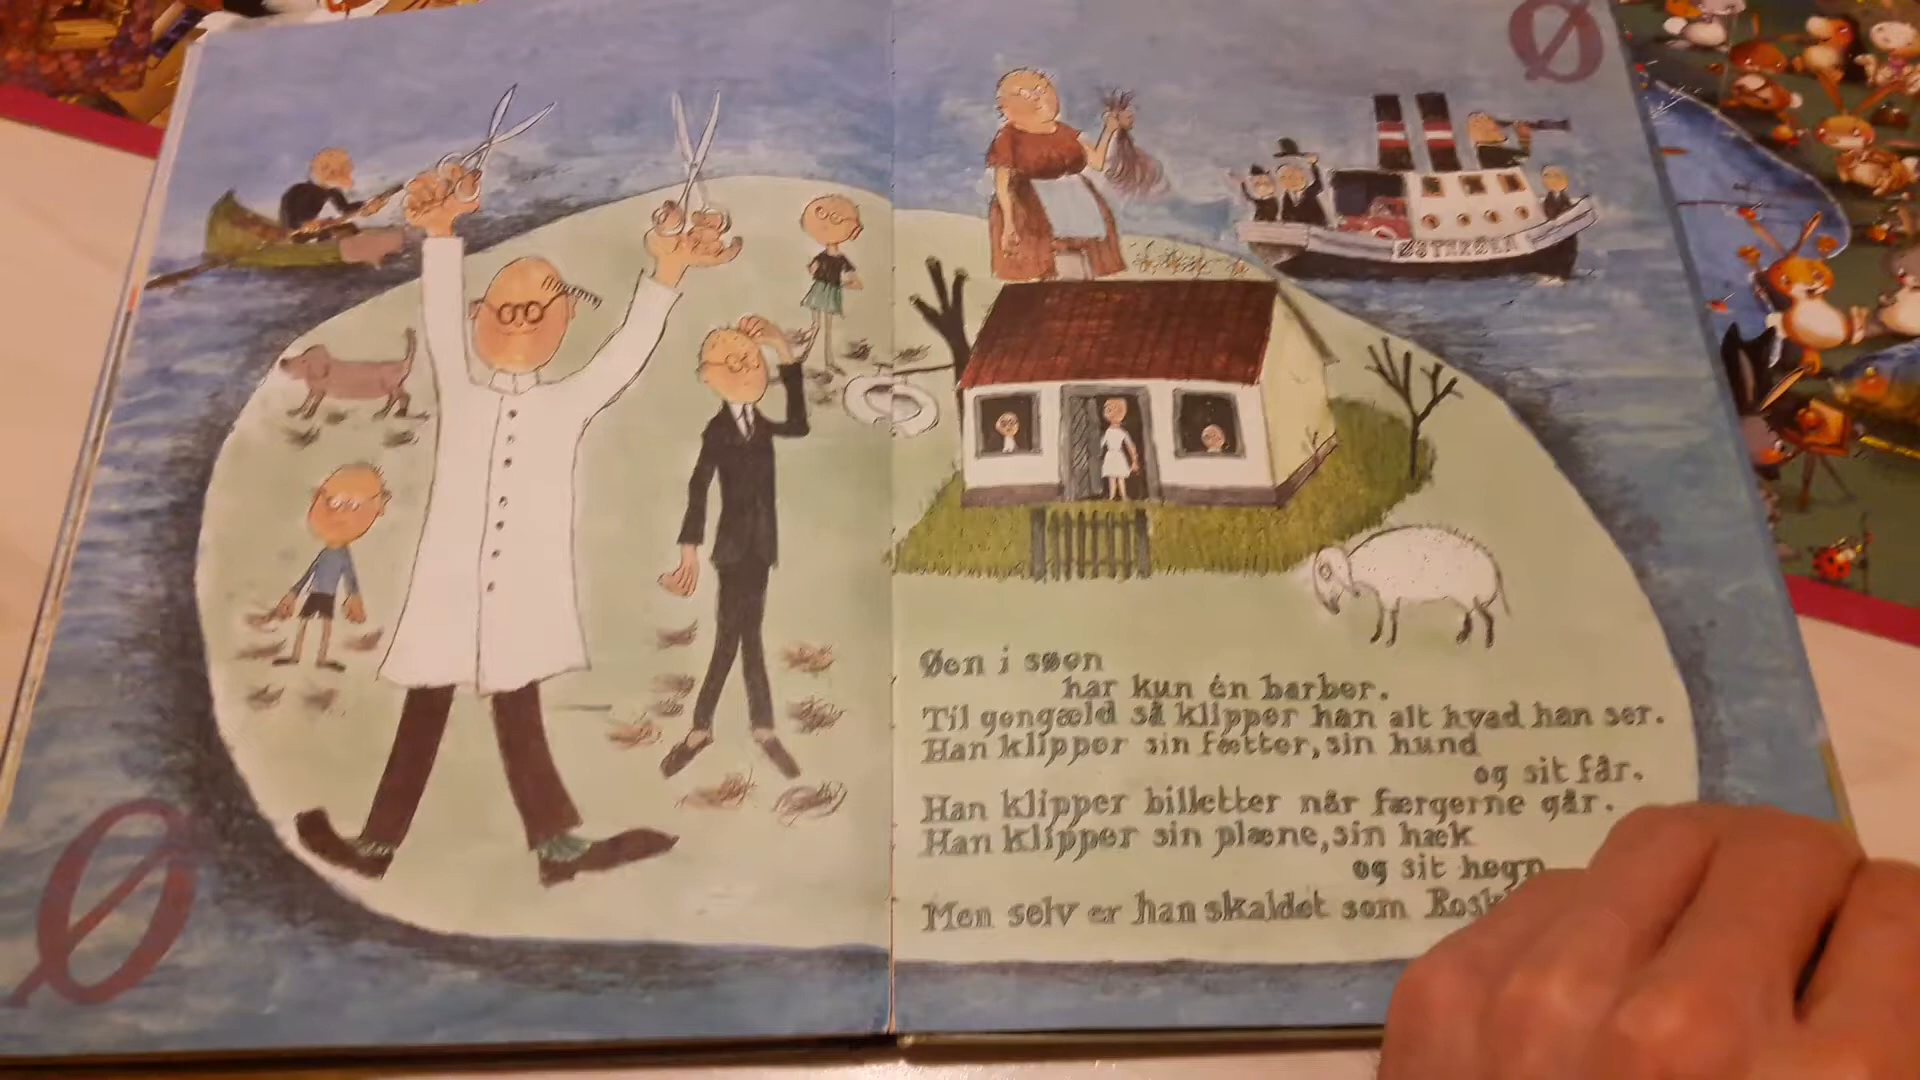 Ø
ØSTERØEN
Øen i søen
har kun én barber.
Til gengæld så klipper han alt hvad han ser.
Han klipper sin fætter, sin hund
og sit får.
Han klipper billetter når færgerne går.
Han klipper sin plæne, sin hæk
og sit hegn
Men selv er han skaldet som
Ø